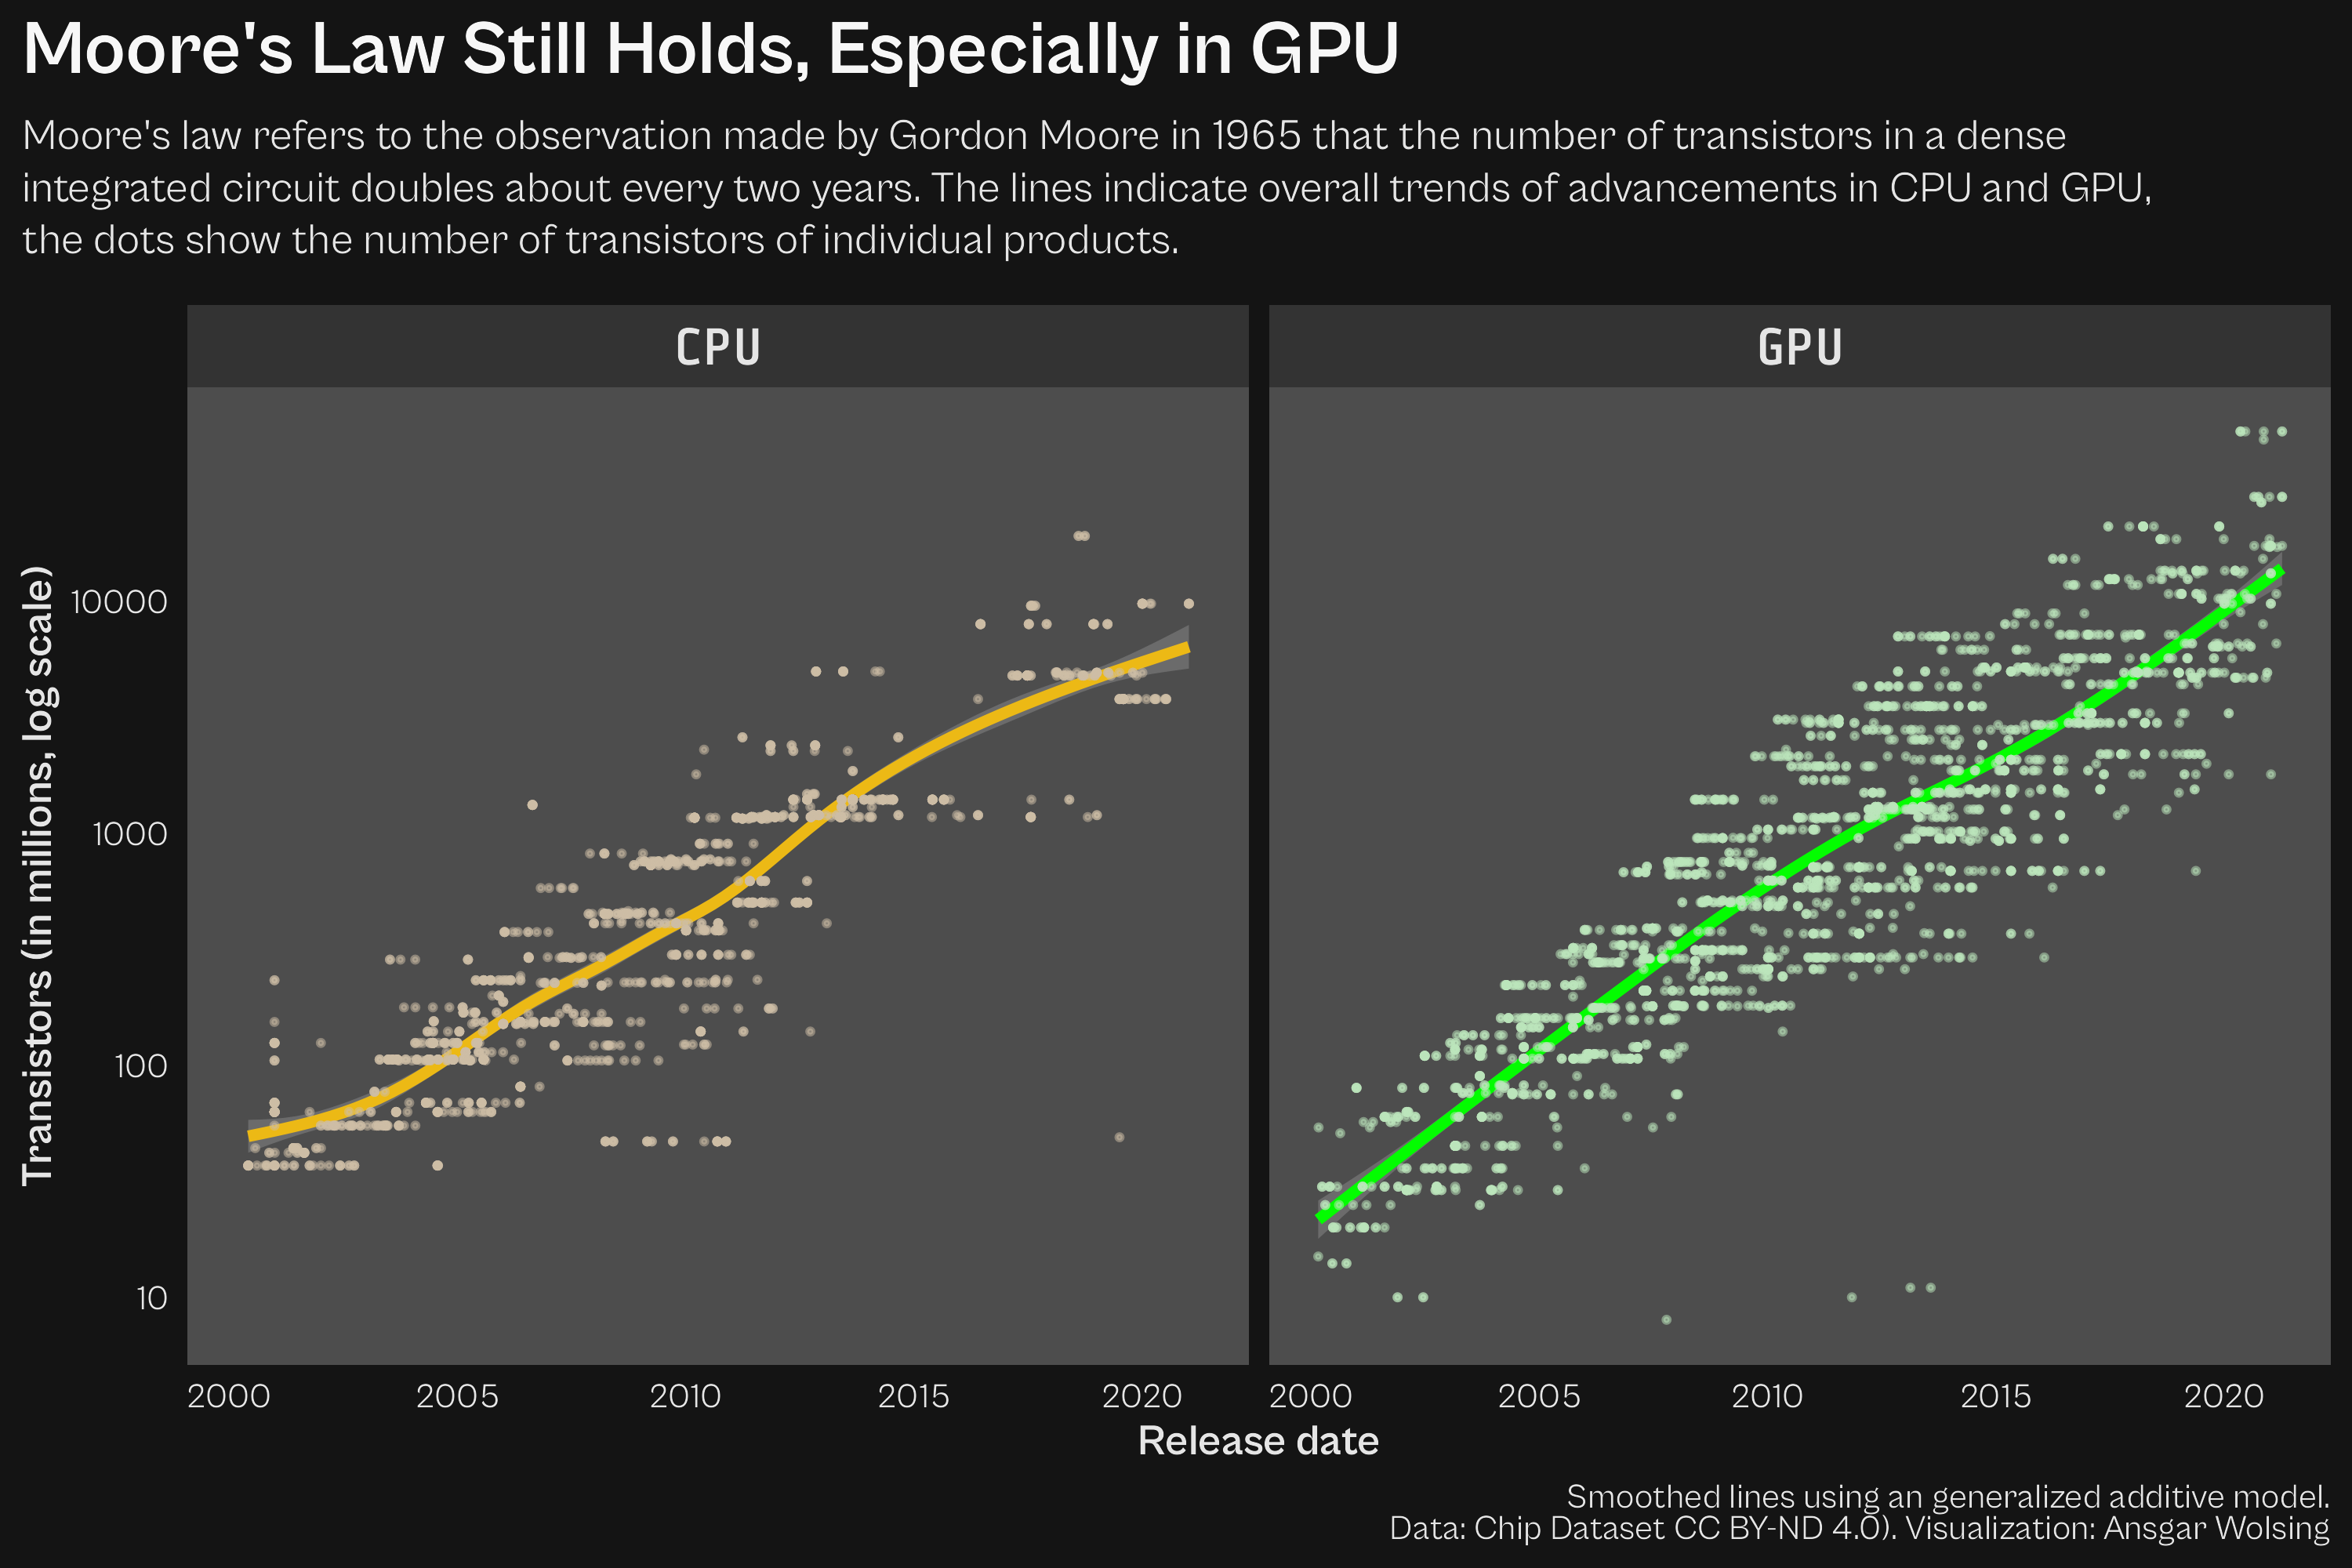 Moore's Law Still Holds, Especially in GPU
Moore's law refers to the observation made by Gordon Moore in 1965 that the number of transistors in a dense
integrated circuit doubles about every two years. The lines indicate overall trends of advancements in CPU and GPU,
the dots show the number of transistors of individual products.
CPU
GPU
Transistors (in millions, log scale)
10000
1000
100
10
2000 2005 2010 2015 2020
2000 2005 2010 2015 2020
Release date
Smoothed lines using an generalized additive model.
Data: Chip Dataset CC BY-ND 4.0). Visualization: Ansgar Wolsing